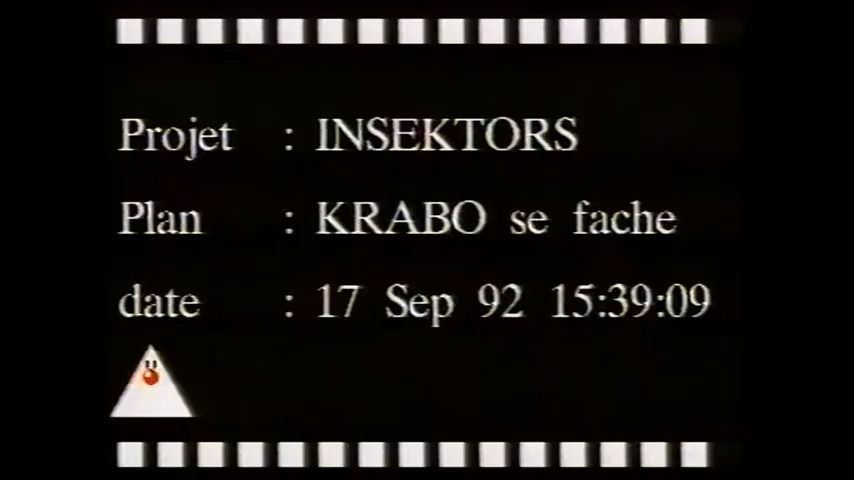 Projet : INSEKTORS
Plan : KRABO se fache
date : 17 Sep 92 15:39:09